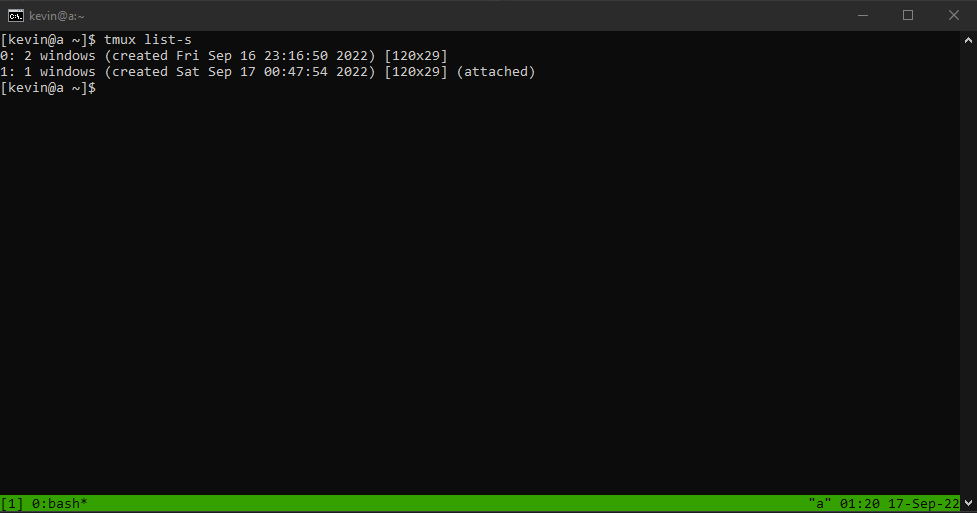 kevin@a:~
[kevin@a ~]$ tmux list-s
0: 2 windows (created Fri Sep 16 23:16:50 2022) [120x29]
1: 1 windows (created Sat Sep 17 00:47:54 2022) [120x29] (attached)
[kevin@a ~]$
[1] 0:bash* "a" 01:20 17-Sep-22